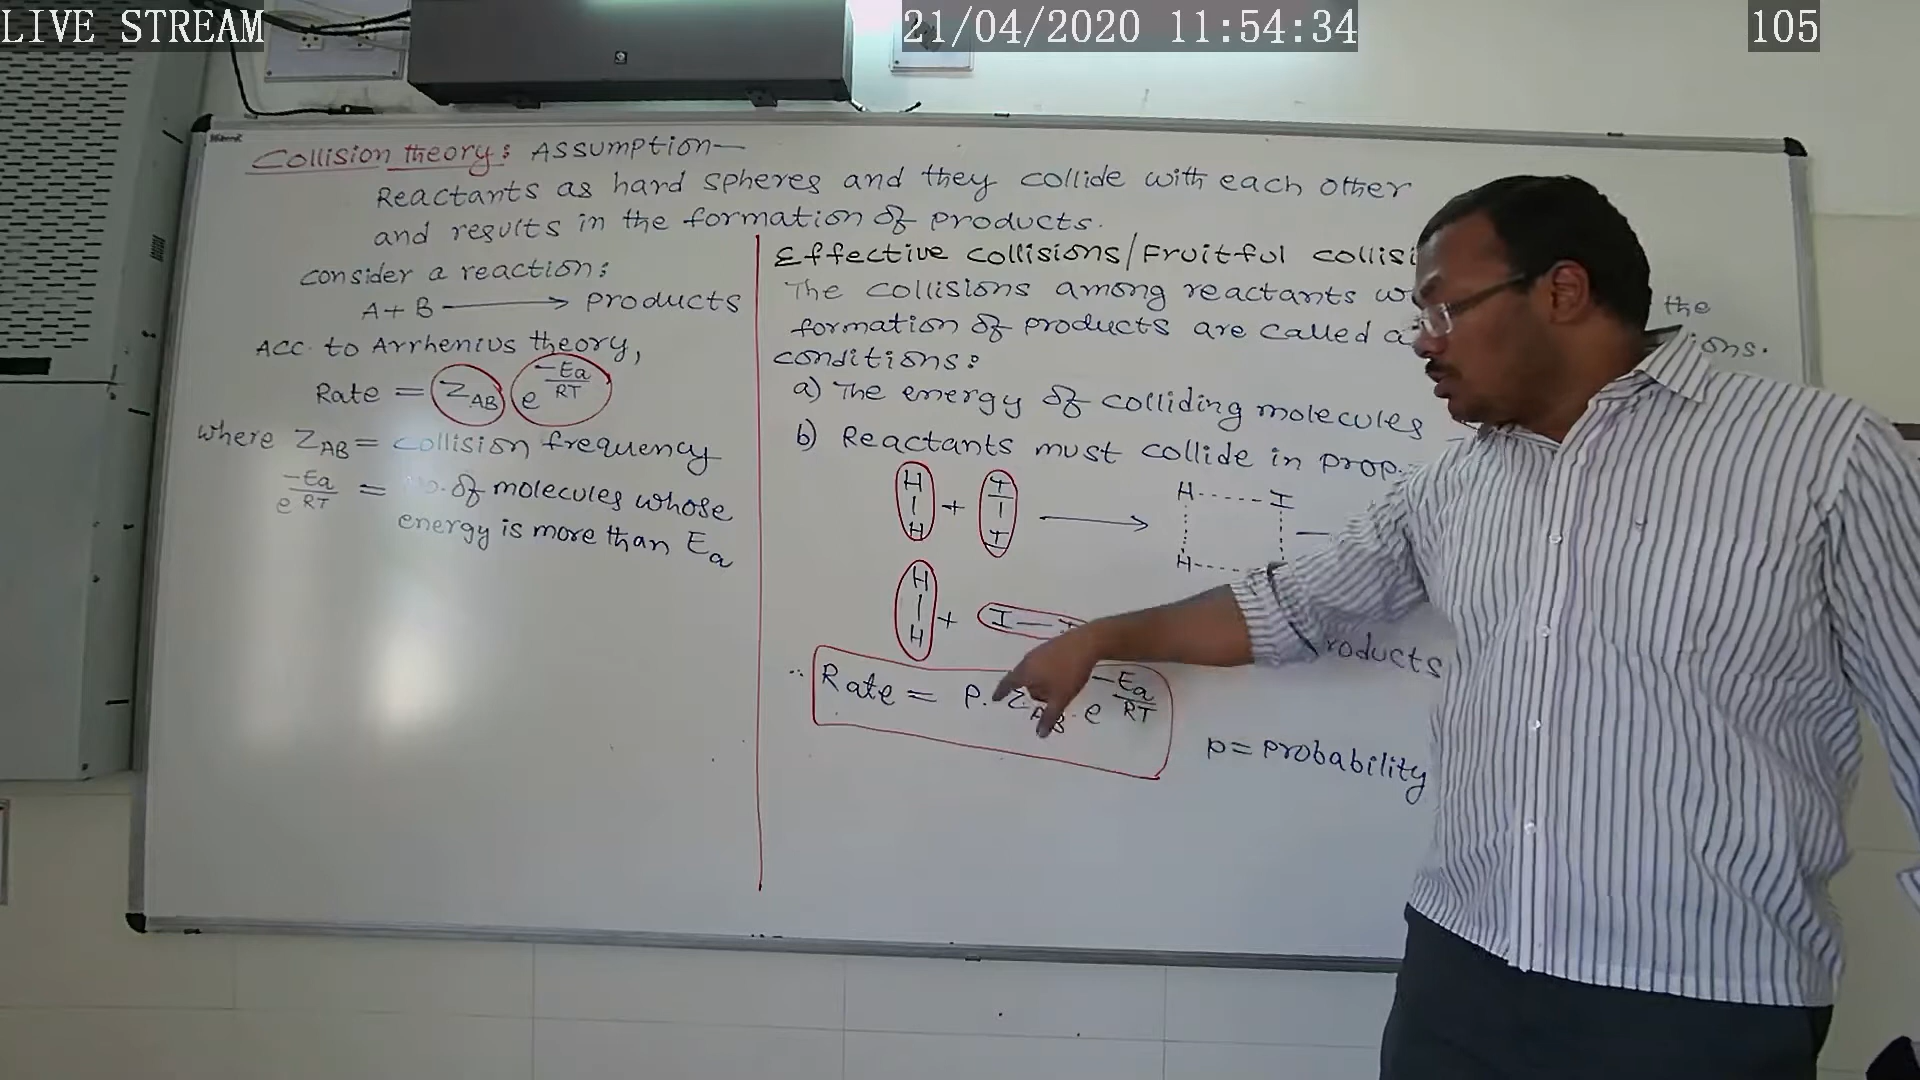 LIVE STREAM
21/04/2020 11:54:34
105
Collision theory: Assumption—
Reactants as hard spheres and they collide with each other
and results in the formation of products.
consider a reaction:
A + B ⟶ products
Acc. to Arrhenius theory,
Rate = Z_AB e^(-Ea/RT)
where Z_AB = collision frequency
e^(-Ea/RT) = No. of molecules whose
energy is more than Ea
Effective collisions/Fruitful collisi
The collisions among reactants w the
formation of products are called a ions.
conditions:
a) The energy of colliding molecules
b) Reactants must collide in prop.
H I H I
| + | ⟶
H I H
H
| + I — I
H
roducts
∴ Rate = P. Z_AB . e^(-Ea/RT)
p = probability